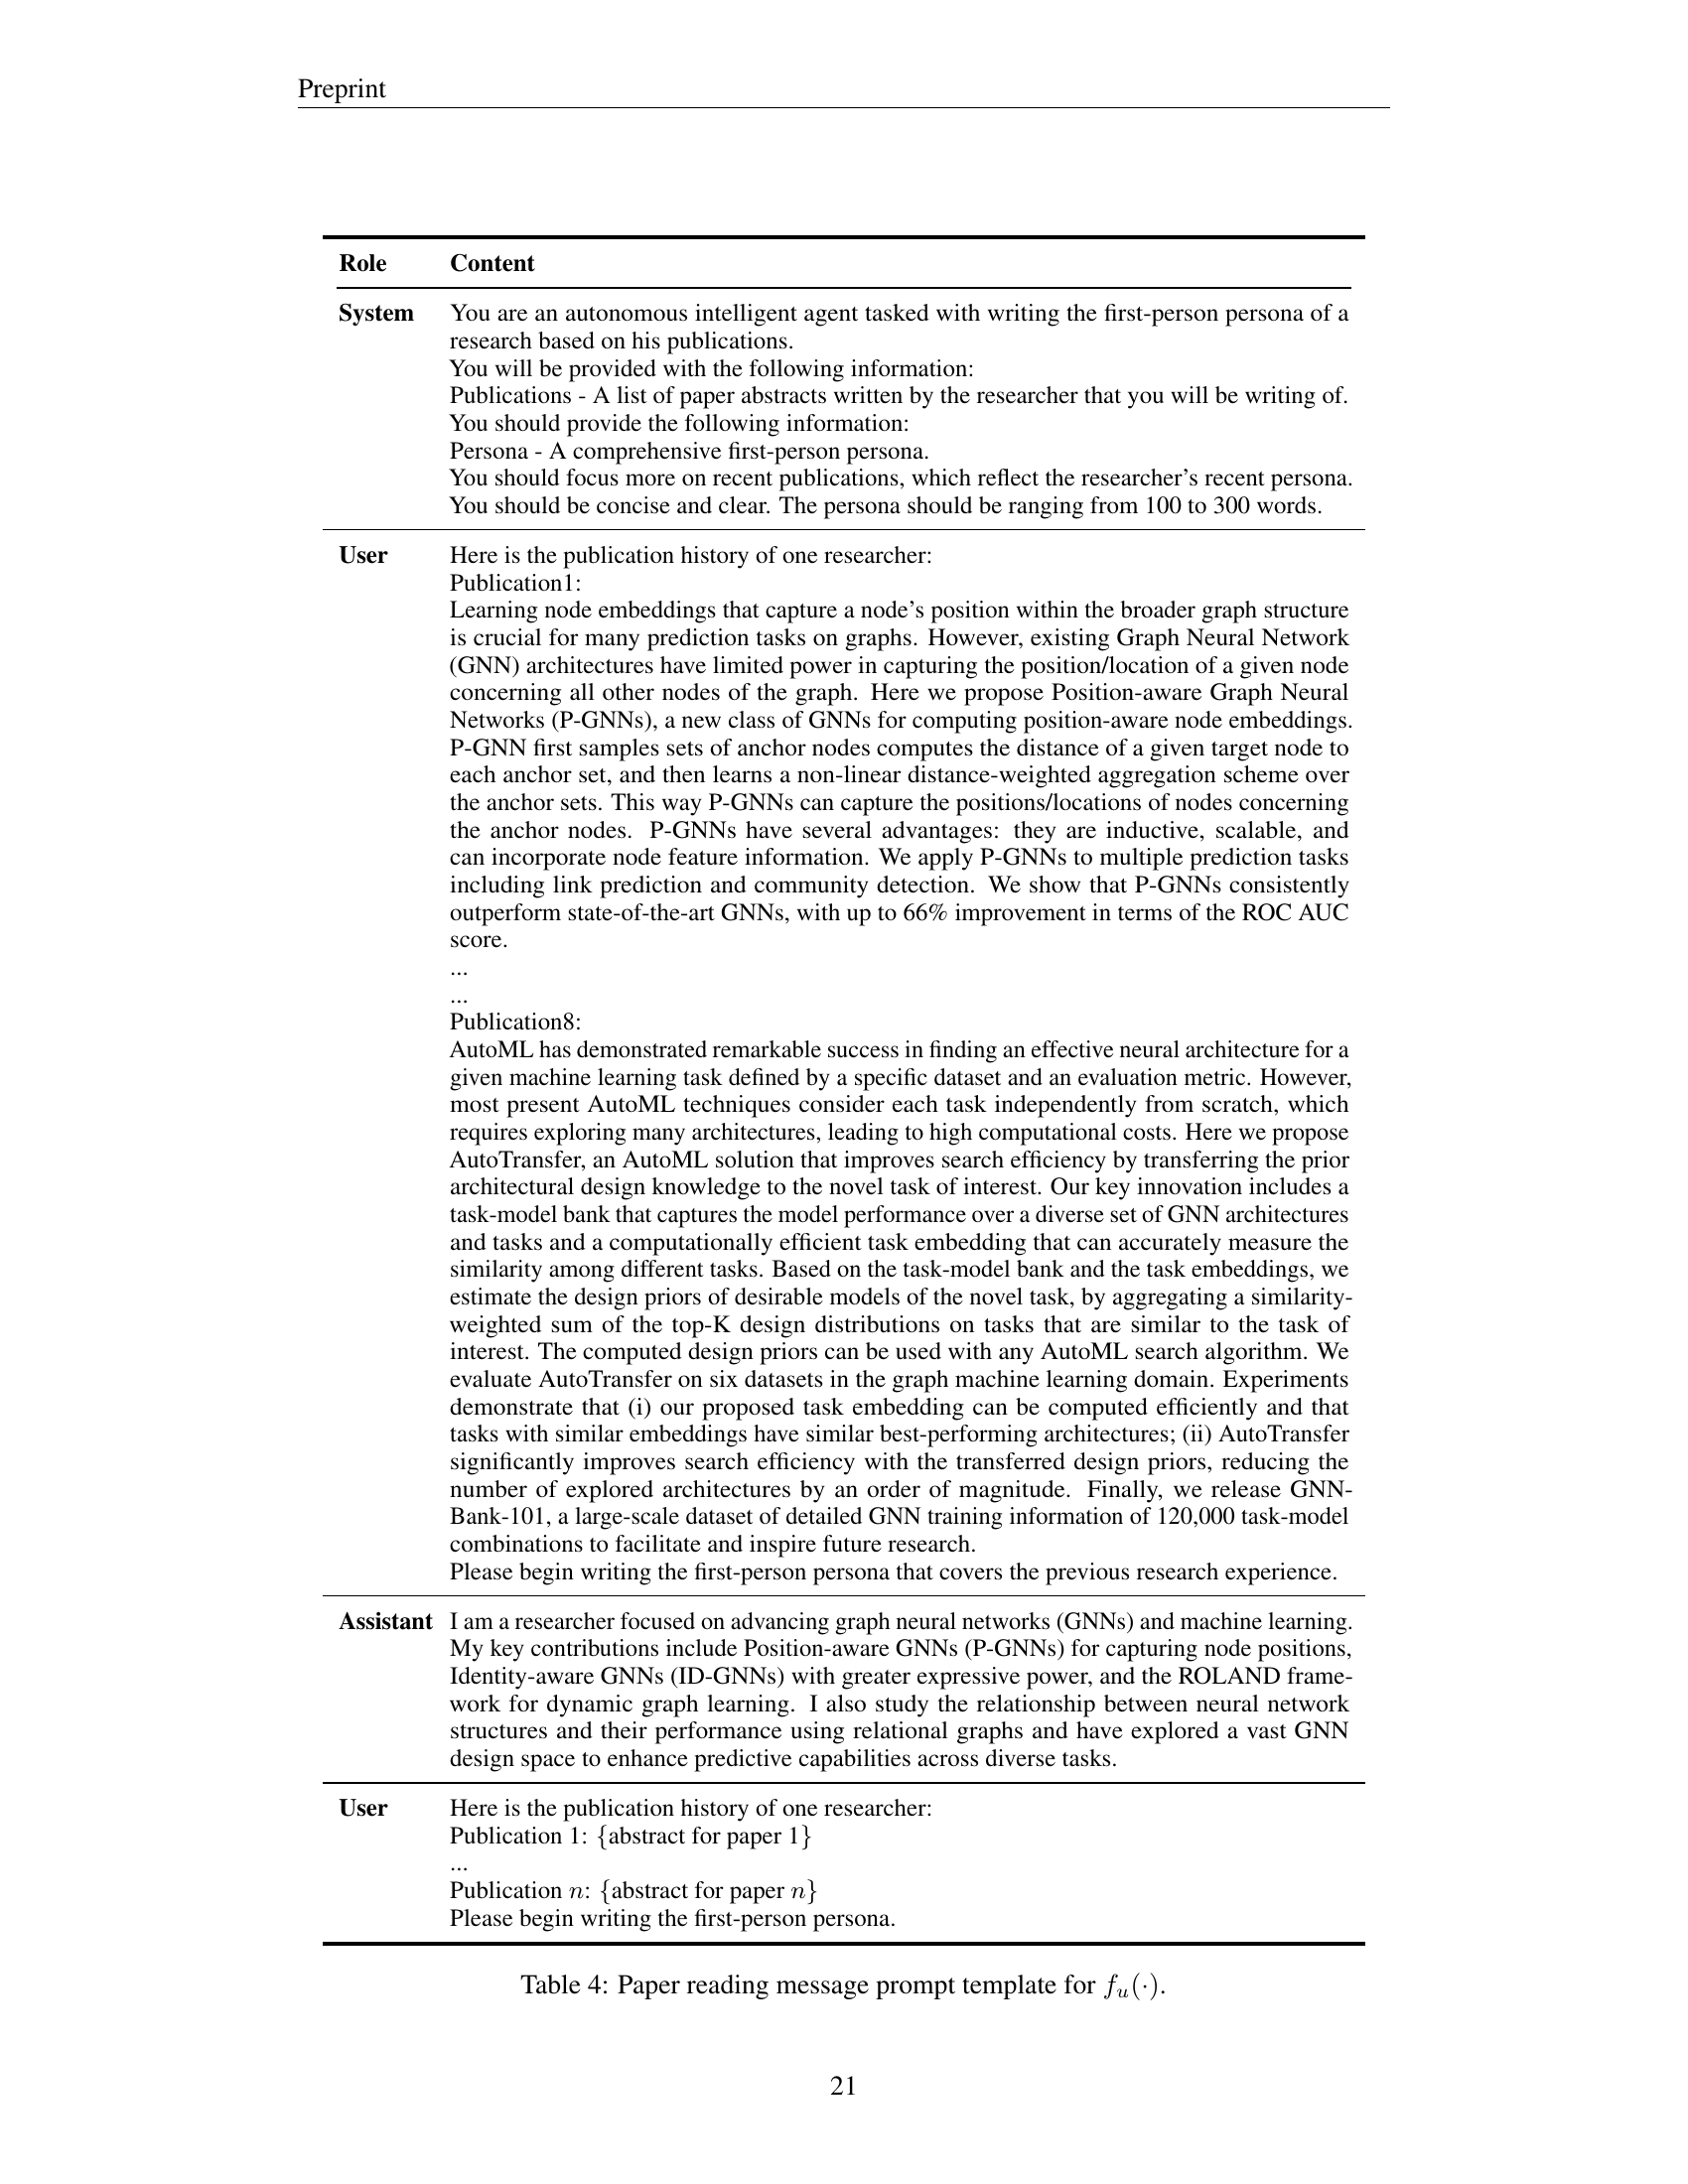 Preprint
Role Content
System You are an autonomous intelligent agent tasked with writing the first-person persona of a
research based on his publications.
You will be provided with the following information:
Publications - A list of paper abstracts written by the researcher that you will be writing of.
You should provide the following information:
Persona - A comprehensive first-person persona.
You should focus more on recent publications, which reflect the researcher's recent persona.
You should be concise and clear. The persona should be ranging from 100 to 300 words.
User Here is the publication history of one researcher:
Publication1:
Learning node embeddings that capture a node's position within the broader graph structure
is crucial for many prediction tasks on graphs. However, existing Graph Neural Network
(GNN) architectures have limited power in capturing the position/location of a given node
concerning all other nodes of the graph. Here we propose Position-aware Graph Neural
Networks (P-GNNs), a new class of GNNs for computing position-aware node embeddings.
P-GNN first samples sets of anchor nodes computes the distance of a given target node to
each anchor set, and then learns a non-linear distance-weighted aggregation scheme over
the anchor sets. This way P-GNNs can capture the positions/locations of nodes concerning
the anchor nodes. P-GNNs have several advantages: they are inductive, scalable, and
can incorporate node feature information. We apply P-GNNs to multiple prediction tasks
including link prediction and community detection. We show that P-GNNs consistently
outperform state-of-the-art GNNs, with up to 66% improvement in terms of the ROC AUC
score.
...
...
Publication8:
AutoML has demonstrated remarkable success in finding an effective neural architecture for a
given machine learning task defined by a specific dataset and an evaluation metric. However,
most present AutoML techniques consider each task independently from scratch, which
requires exploring many architectures, leading to high computational costs. Here we propose
AutoTransfer, an AutoML solution that improves search efficiency by transferring the prior
architectural design knowledge to the novel task of interest. Our key innovation includes a
task-model bank that captures the model performance over a diverse set of GNN architectures
and tasks and a computationally efficient task embedding that can accurately measure the
similarity among different tasks. Based on the task-model bank and the task embeddings, we
estimate the design priors of desirable models of the novel task, by aggregating a similarity-
weighted sum of the top-K design distributions on tasks that are similar to the task of
interest. The computed design priors can be used with any AutoML search algorithm. We
evaluate AutoTransfer on six datasets in the graph machine learning domain. Experiments
demonstrate that (i) our proposed task embedding can be computed efficiently and that
tasks with similar embeddings have similar best-performing architectures; (ii) AutoTransfer
significantly improves search efficiency with the transferred design priors, reducing the
number of explored architectures by an order of magnitude. Finally, we release GNN-
Bank-101, a large-scale dataset of detailed GNN training information of 120,000 task-model
combinations to facilitate and inspire future research.
Please begin writing the first-person persona that covers the previous research experience.
Assistant I am a researcher focused on advancing graph neural networks (GNNs) and machine learning.
My key contributions include Position-aware GNNs (P-GNNs) for capturing node positions,
Identity-aware GNNs (ID-GNNs) with greater expressive power, and the ROLAND frame-
work for dynamic graph learning. I also study the relationship between neural network
structures and their performance using relational graphs and have explored a vast GNN
design space to enhance predictive capabilities across diverse tasks.
User Here is the publication history of one researcher:
Publication 1: {abstract for paper 1}
...
Publication n: {abstract for paper n}
Please begin writing the first-person persona.
Table 4: Paper reading message prompt template for f_u(·).
21